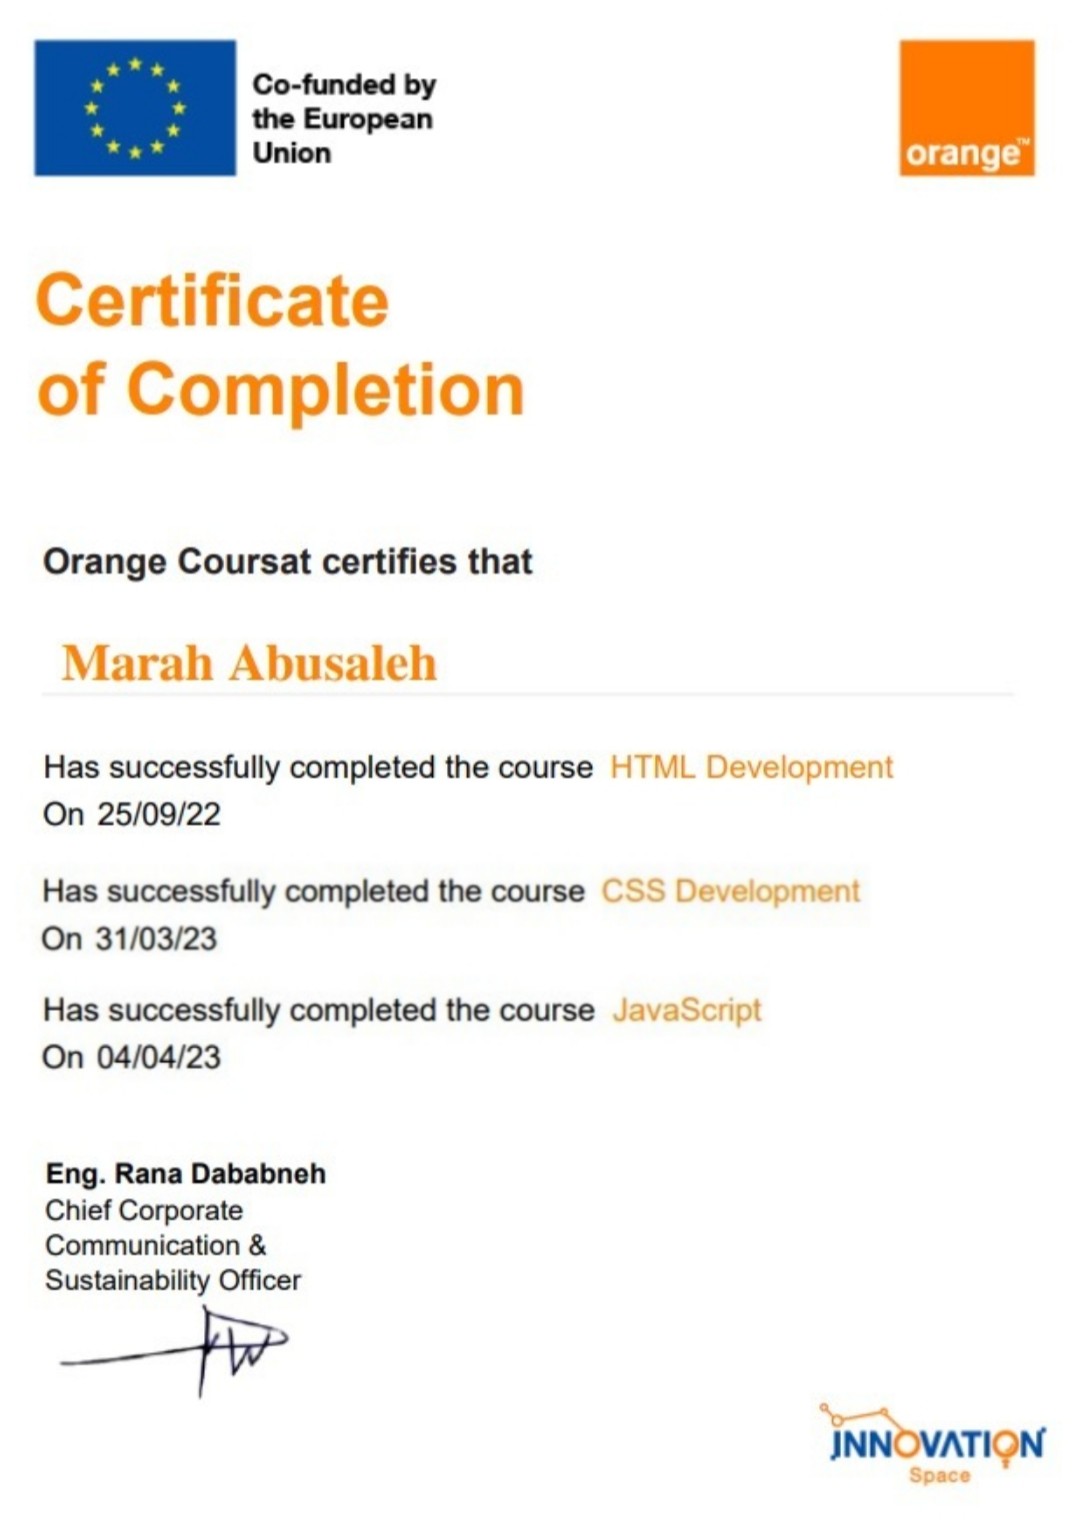 Co-funded by
the European
Union
orange™
Certificate
of Completion
Orange Coursat certifies that
Marah Abusaleh
Has successfully completed the course HTML Development
On 25/09/22
Has successfully completed the course CSS Development
On 31/03/23
Has successfully completed the course JavaScript
On 04/04/23
Eng. Rana Dababneh
Chief Corporate
Communication &
Sustainability Officer
INNOVATION
Space